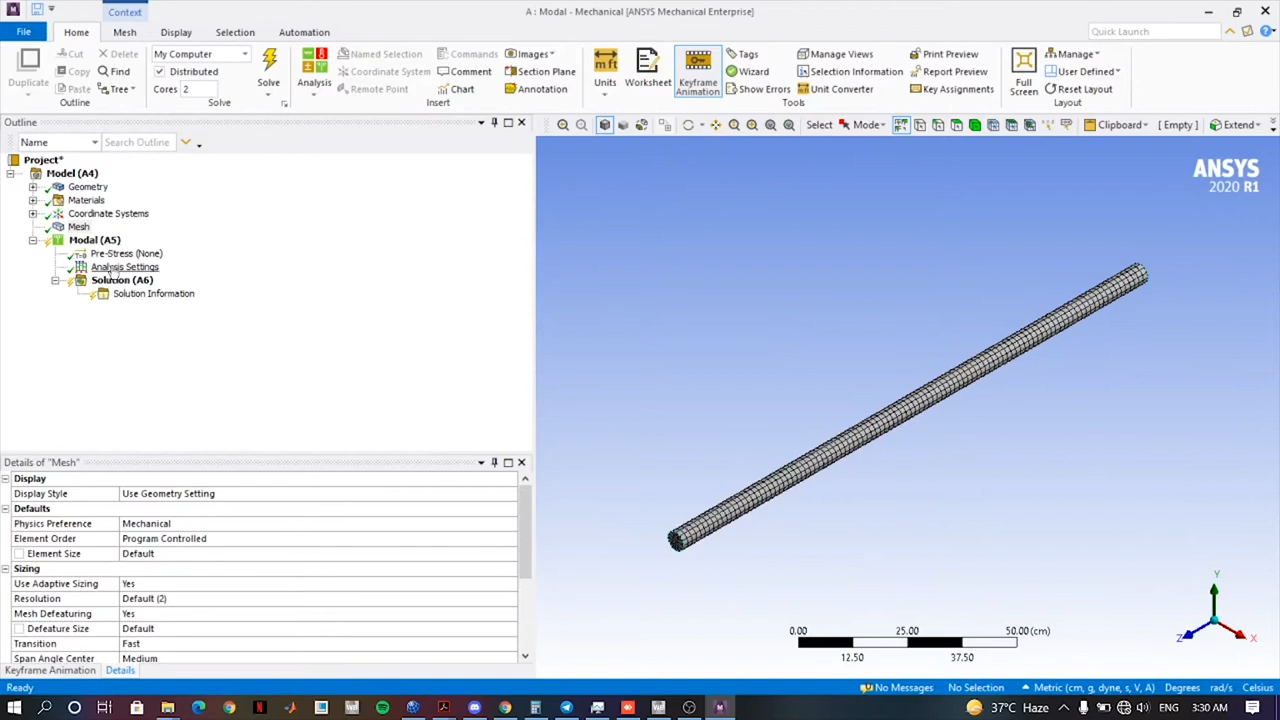 Context
A : Modal - Mechanical [ANSYS Mechanical Enterprise]
File Home Mesh Display Selection Automation
Quick Launch
Duplicate
Cut Delete
Copy Find
Paste Tree
Outline
My Computer
Distributed
Cores 2
Solve
Solve
Analysis
Named Selection Commands Images
Coordinate System Comment Section Plane
Remote Point Chart Annotation
Insert
Units
Worksheet
Keyframe
Animation
Tags Manage Views Print Preview
Wizard Selection Information Report Preview
Show Errors Unit Converter Key Assignments
Tools
Full
Screen
Manage
User Defined
Reset Layout
Layout
Outline
Name Search Outline
Select Mode Clipboard [ Empty ] Extend
Project*
Model (A4)
Geometry
Materials
Coordinate Systems
Mesh
Modal (A5)
Pre-Stress (None)
Analysis Settings
Solution (A6)
Solution Information
ANSYS
2020 R1
Details of "Mesh"
Display
Display Style Use Geometry Setting
Defaults
Physics Preference Mechanical
Element Order Program Controlled
Element Size Default
Sizing
Use Adaptive Sizing Yes
Resolution Default (2)
Mesh Defeaturing Yes
Defeature Size Default
Transition Fast
Span Angle Center Medium
Keyframe Animation Details
0.00 25.00 50.00 (cm)
12.50 37.50
Y
Z X
Ready
No Messages No Selection Metric (cm, g, dyne, s, V, A) Degrees rad/s Celsius
37°C Haze ENG 3:30 AM